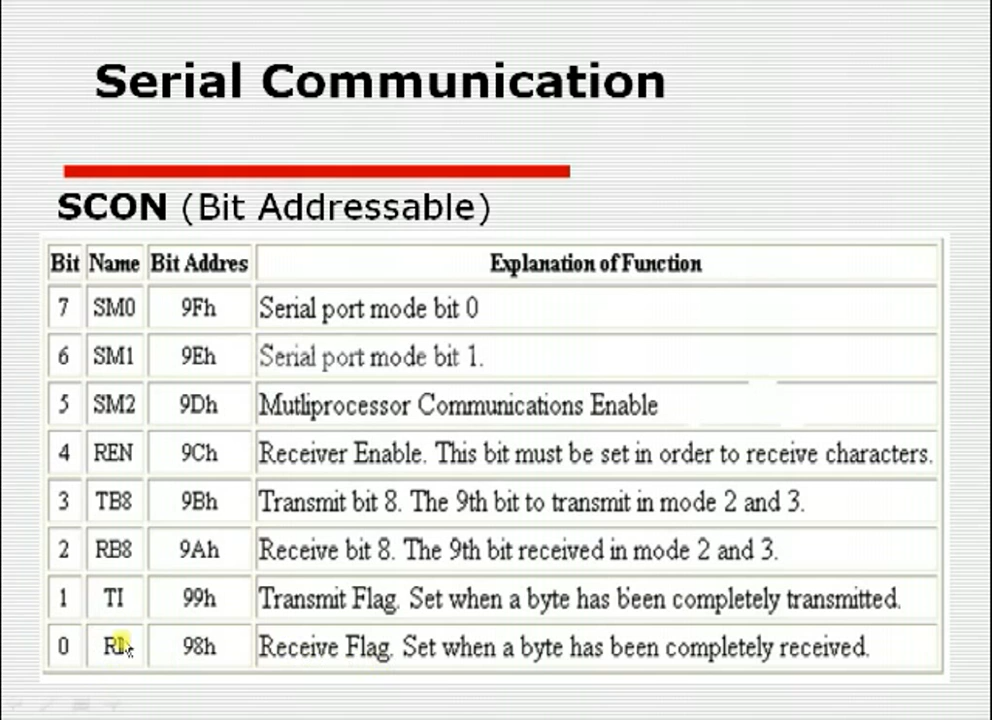 Serial Communication
SCON (Bit Addressable)
Bit Name Bit Addres Explanation of Function
7 SM0 9Fh Serial port mode bit 0
6 SM1 9Eh Serial port mode bit 1.
5 SM2 9Dh Mutliprocessor Communications Enable
4 REN 9Ch Receiver Enable. This bit must be set in order to receive characters.
3 TB8 9Bh Transmit bit 8. The 9th bit to transmit in mode 2 and 3.
2 RB8 9Ah Receive bit 8. The 9th bit received in mode 2 and 3.
1 TI 99h Transmit Flag. Set when a byte has been completely transmitted.
0 RI 98h Receive Flag. Set when a byte has been completely received.